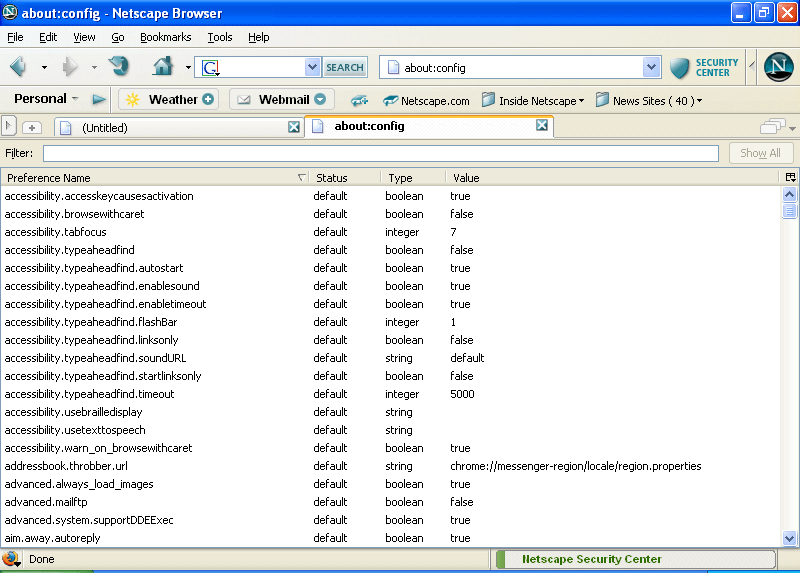 about:config - Netscape Browser
File Edit View Go Bookmarks Tools Help
G SEARCH about:config SECURITY CENTER N
Personal Weather Webmail Netscape.com Inside Netscape News Sites ( 40 )
(Untitled) about:config
Filter: Show All
Preference Name Status Type Value
accessibility.accesskeycausesactivation default boolean true
accessibility.browsewithcaret default boolean false
accessibility.tabfocus default integer 7
accessibility.typeaheadfind default boolean false
accessibility.typeaheadfind.autostart default boolean true
accessibility.typeaheadfind.enablesound default boolean true
accessibility.typeaheadfind.enabletimeout default boolean true
accessibility.typeaheadfind.flashBar default integer 1
accessibility.typeaheadfind.linksonly default boolean false
accessibility.typeaheadfind.soundURL default string default
accessibility.typeaheadfind.startlinksonly default boolean false
accessibility.typeaheadfind.timeout default integer 5000
accessibility.usebrailledisplay default string
accessibility.usetexttospeech default string
accessibility.warn_on_browsewithcaret default boolean true
addressbook.throbber.url default string chrome://messenger-region/locale/region.properties
advanced.always_load_images default boolean true
advanced.mailftp default boolean false
advanced.system.supportDDEExec default boolean true
aim.away.autoreply default boolean true
Done Netscape Security Center